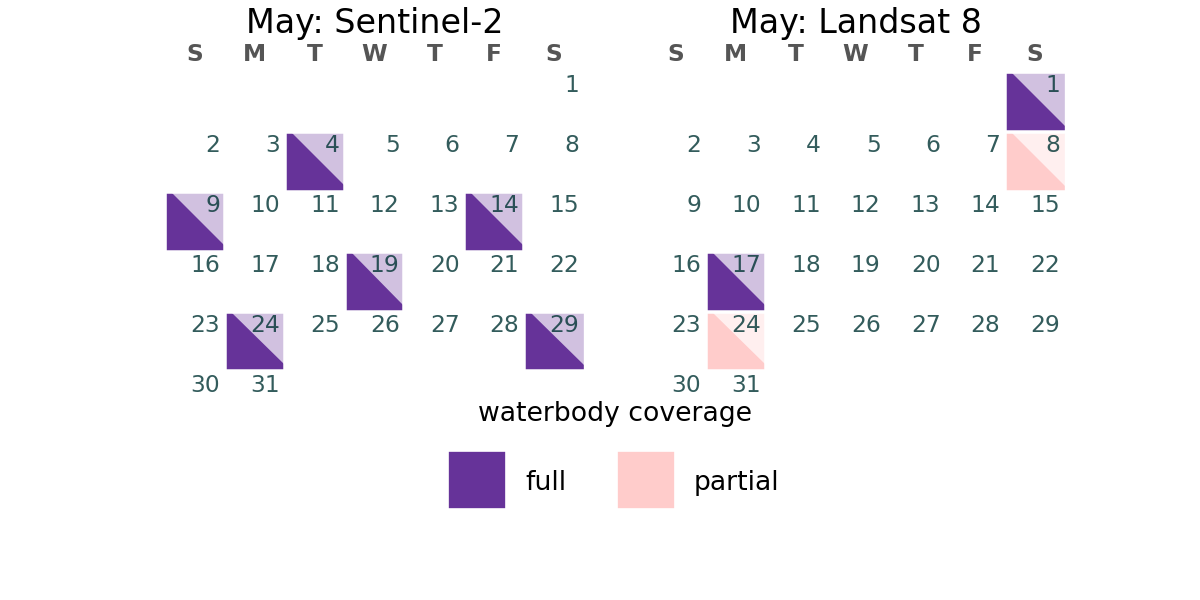 May: Sentinel-2
S M T W T F S
1
2 3 4 5 6 7 8
9 10 11 12 13 14 15
16 17 18 19 20 21 22
23 24 25 26 27 28 29
30 31
May: Landsat 8
S M T W T F S
1
2 3 4 5 6 7 8
9 10 11 12 13 14 15
16 17 18 19 20 21 22
23 24 25 26 27 28 29
30 31
waterbody coverage
full
partial